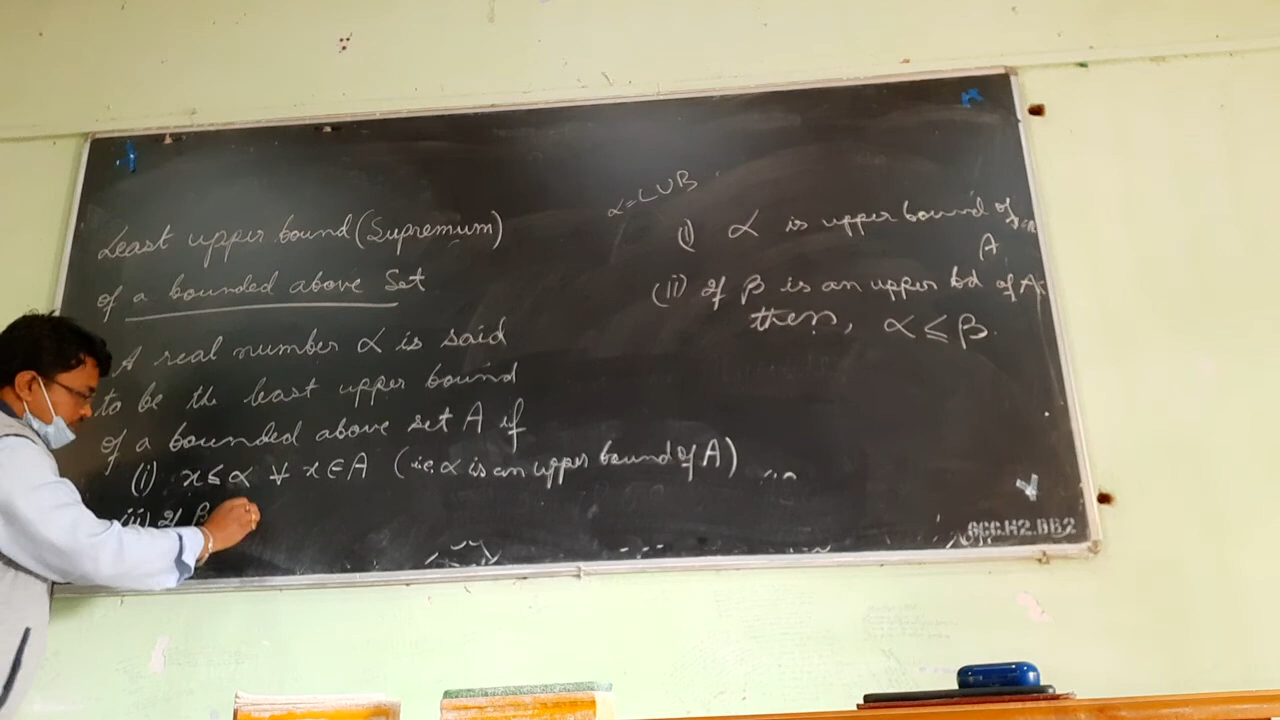 Least upper bound (Supremum)
of a bounded above Set
A real number α is said
to be the least upper bound
of a bounded above set A if
(i) x ≤ α ∀ x ∈ A (i.e. α is an upper bound of A)
(ii) If β
α = LUB
(i) α is upper bound of
A
(ii) If β is an upper bd of A,
then, α ≤ β.
GCC.H2.BB2